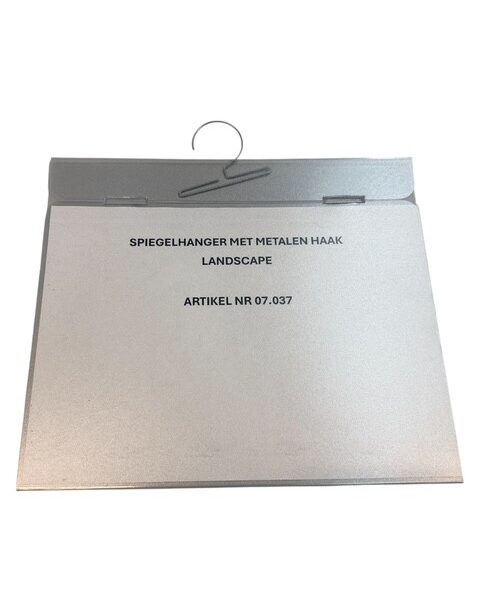 SPIEGELHANGER MET METALEN HAAK
LANDSCAPE
ARTIKEL NR 07.037